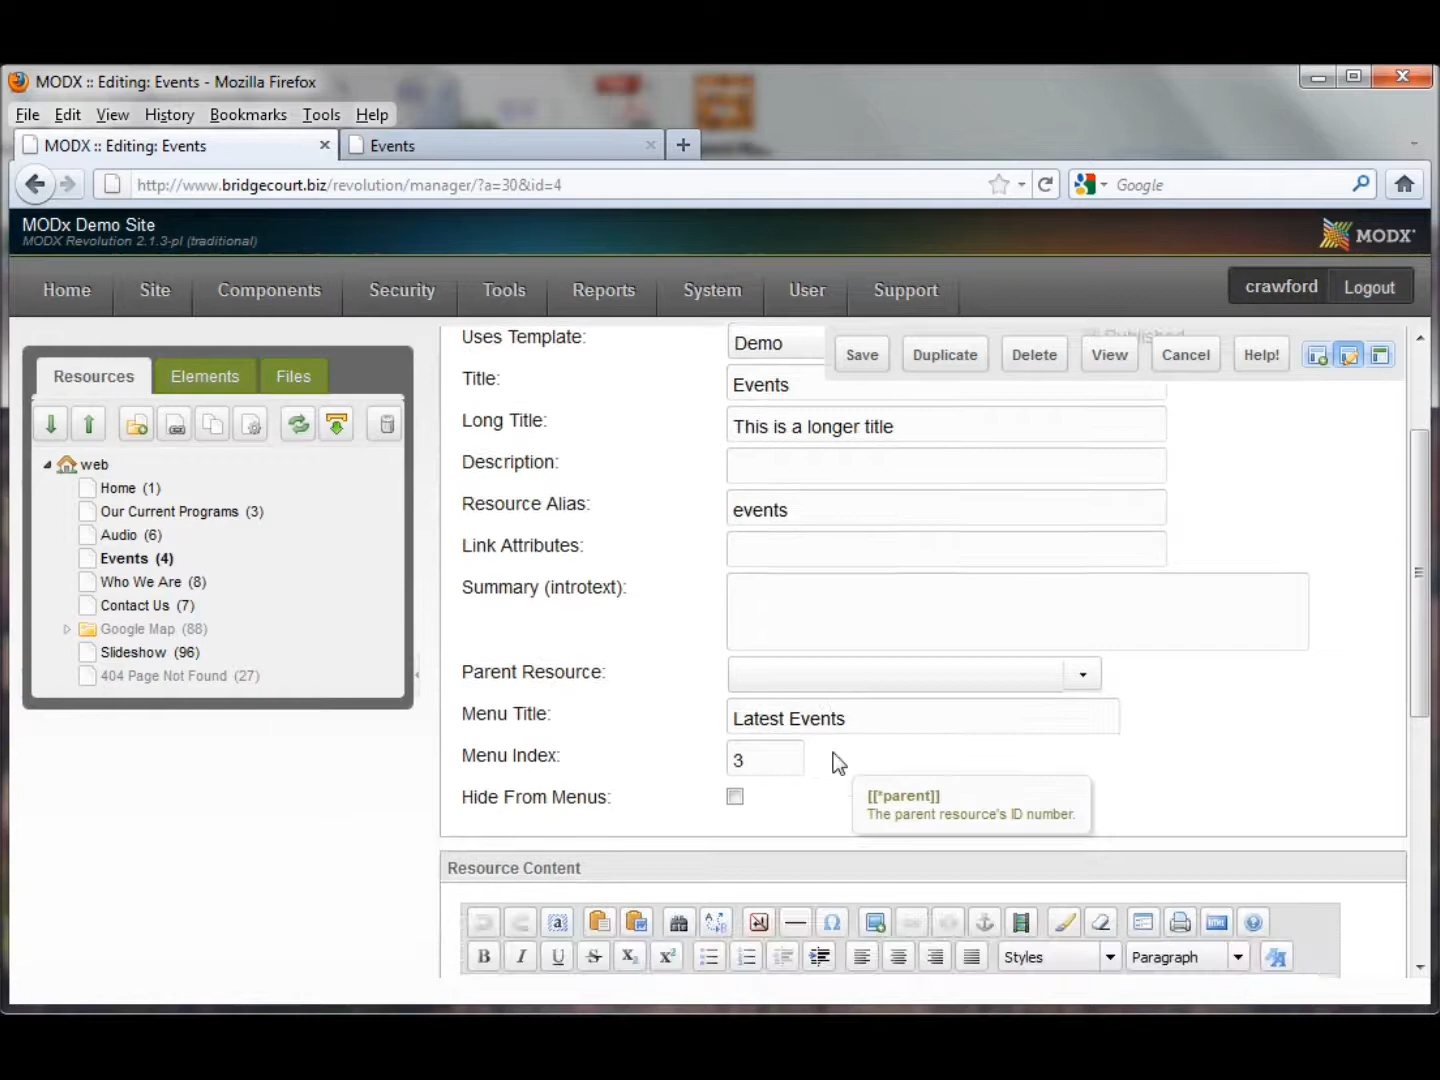 MODX :: Editing: Events - Mozilla Firefox
File Edit View History Bookmarks Tools Help
MODX :: Editing: Events
Events
http://www.bridgecourt.biz/revolution/manager/?a=30&id=4
Google
MODx Demo Site
MODX Revolution 2.1.3-pl (traditional)
MODX
Home Site Components Security Tools Reports System User Support
crawford Logout
Resources Elements Files
web
Home (1)
Our Current Programs (3)
Audio (6)
Events (4)
Who We Are (8)
Contact Us (7)
Google Map (88)
Slideshow (96)
404 Page Not Found (27)
Published
Save Duplicate Delete View Cancel Help!
Uses Template: Demo
Title: Events
Long Title: This is a longer title
Description:
Resource Alias: events
Link Attributes:
Summary (introtext):
Parent Resource:
Menu Title: Latest Events
Menu Index: 3
Hide From Menus:
[[*parent]]
The parent resource's ID number.
Resource Content
Styles Paragraph